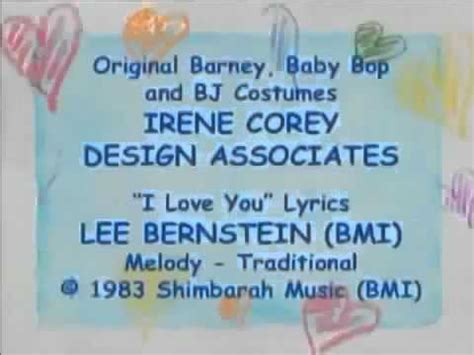 Original Barney, Baby Bop
and BJ Costumes
IRENE COREY
DESIGN ASSOCIATES
"I Love You" Lyrics
LEE BERNSTEIN (BMI)
Melody - Traditional
© 1983 Shimbarah Music (BMI)